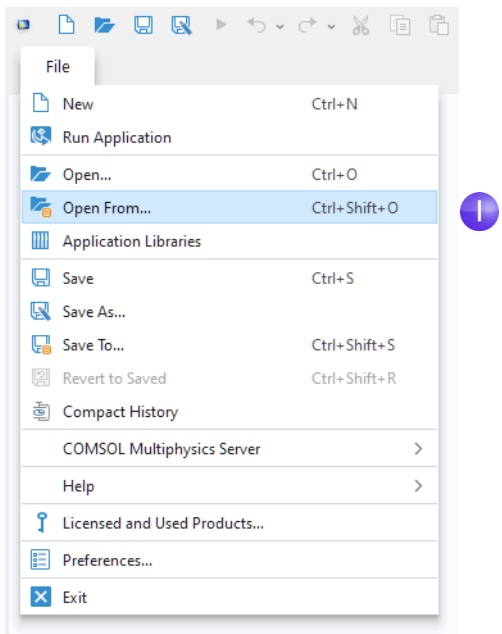 File
New Ctrl+N
Run Application
Open... Ctrl+O
Open From... Ctrl+Shift+O
I
Application Libraries
Save Ctrl+S
Save As...
Save To... Ctrl+Shift+S
Revert to Saved Ctrl+Shift+R
Compact History
COMSOL Multiphysics Server
Help
Licensed and Used Products...
Preferences...
Exit